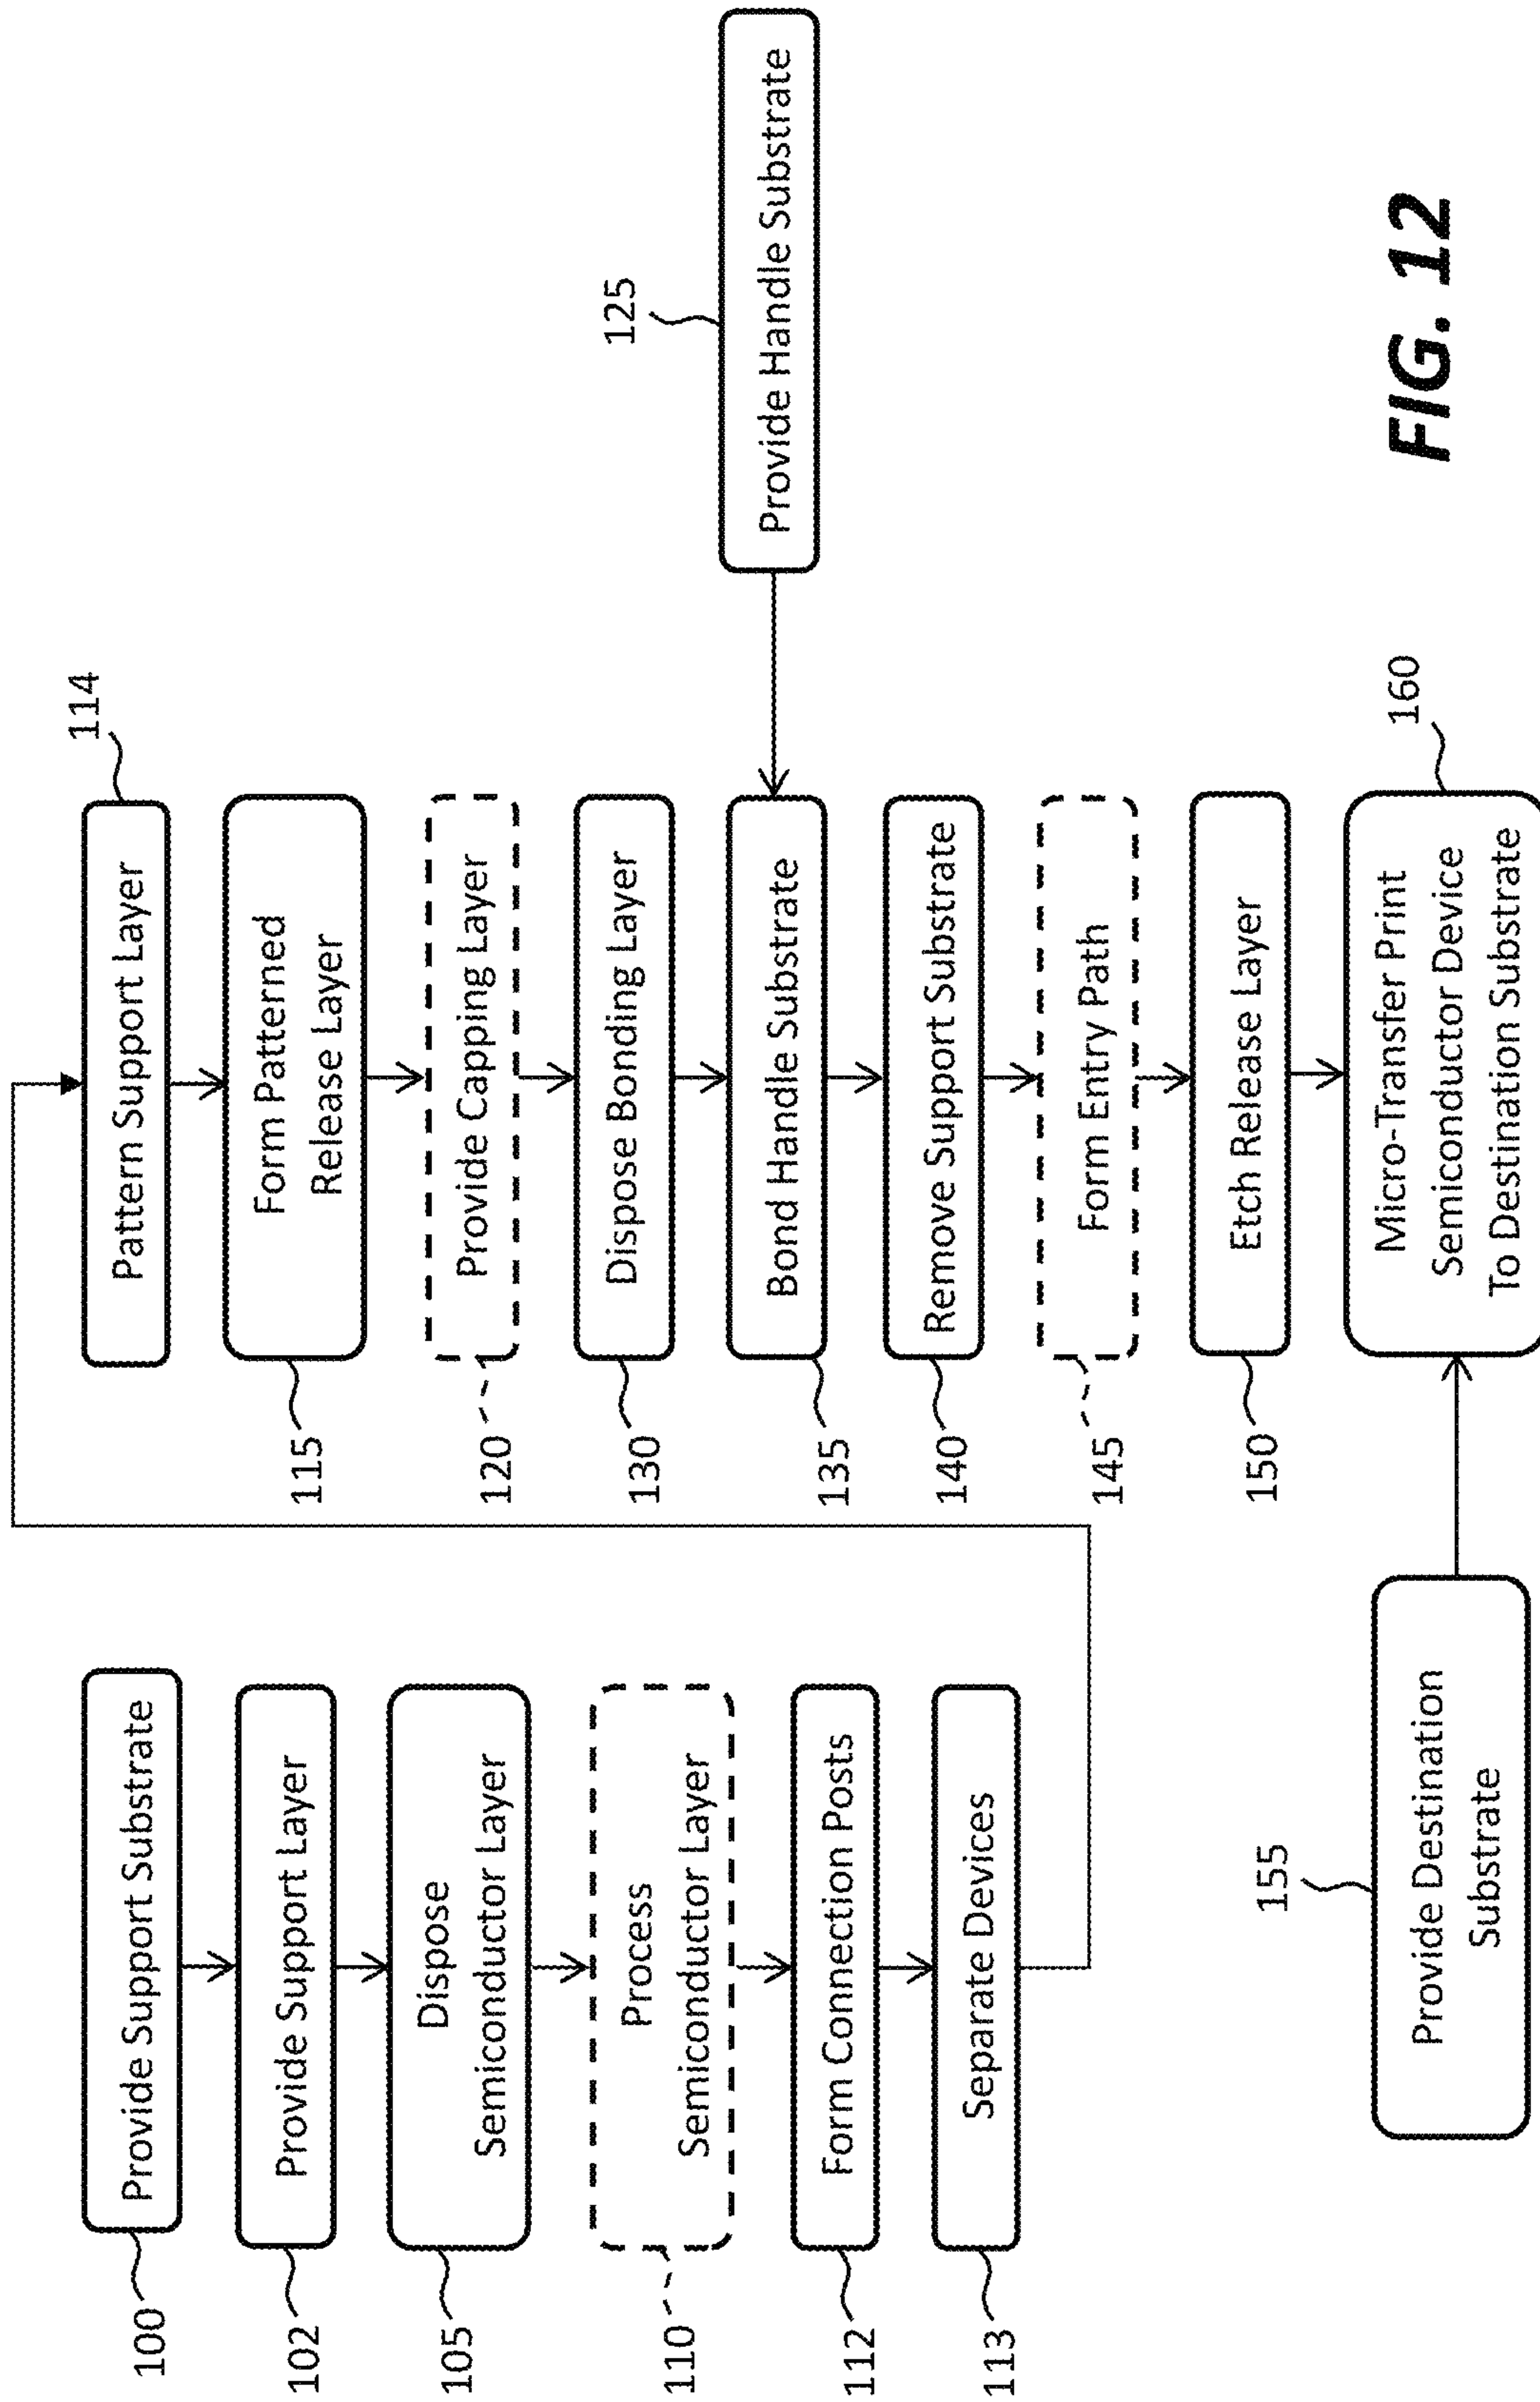 100
Provide Support Substrate
102
Provide Support Layer
105
Dispose
Semiconductor Layer
110
Process
Semiconductor Layer
112
Form Connection Posts
113
Separate Devices
114
Pattern Support Layer
115
Form Patterned
Release Layer
120
Provide Capping Layer
130
Dispose Bonding Layer
125
Provide Handle Substrate
135
Bond Handle Substrate
140
Remove Support Substrate
145
Form Entry Path
150
Etch Release Layer
155
Provide Destination
Substrate
160
Micro-Transfer Print
Semiconductor Device
To Destination Substrate
FIG. 12